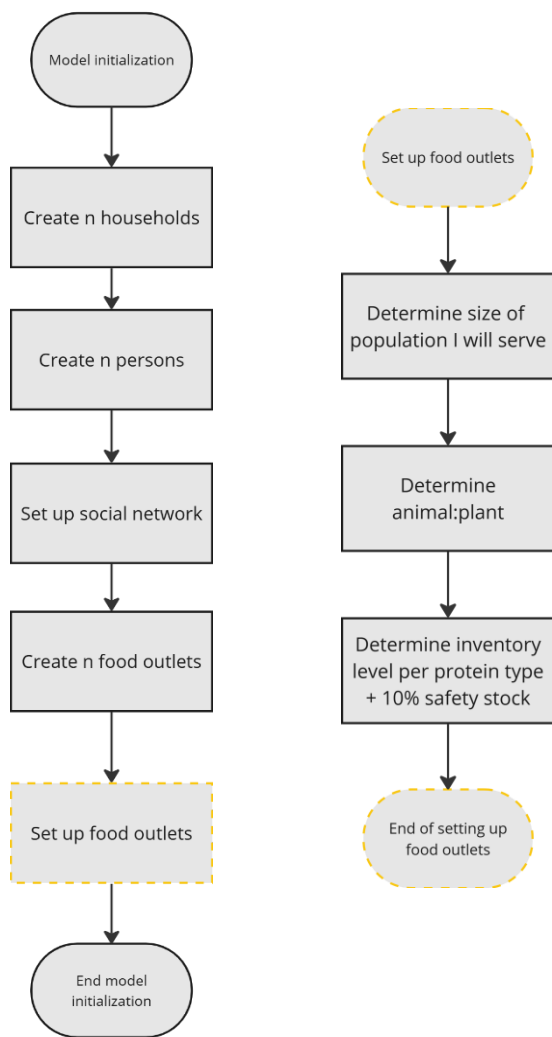 Model initialization
Create n households
Create n persons
Set up social network
Create n food outlets
Set up food outlets
End model
initialization
Set up food outlets
Determine size of
population I will serve
Determine
animal:plant
Determine inventory
level per protein type
+ 10% safety stock
End of setting up
food outlets